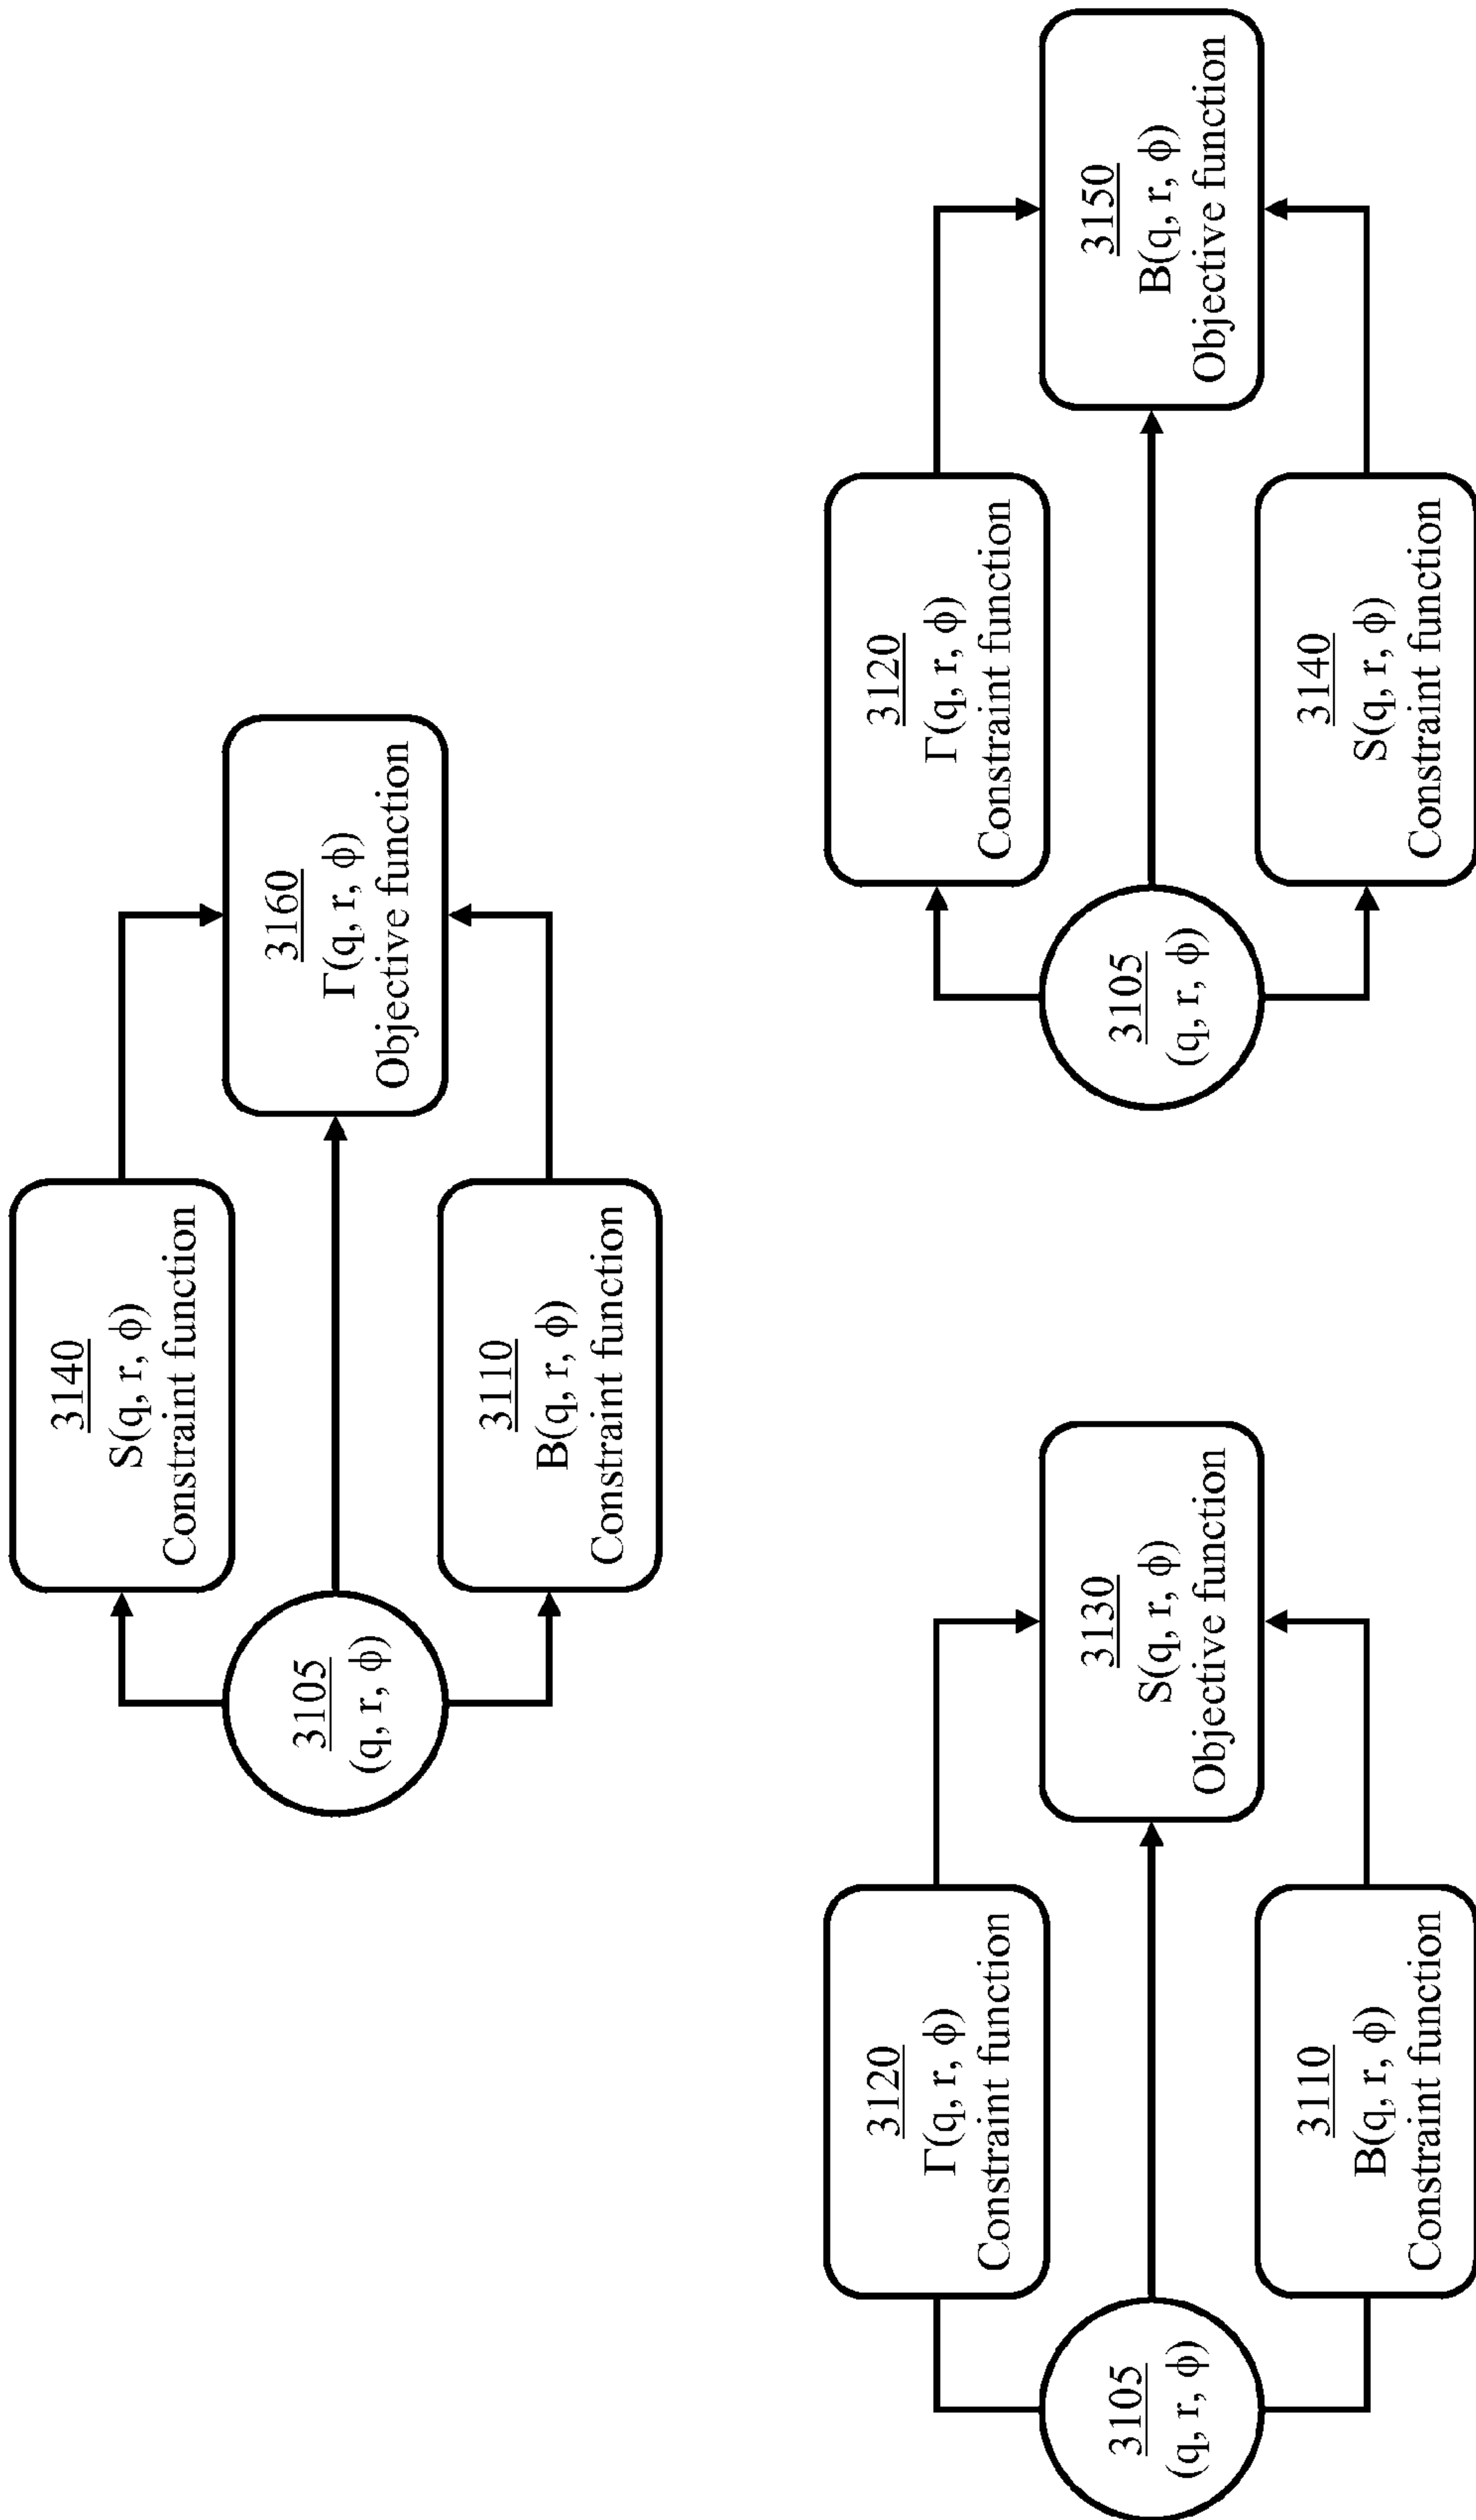 3140
S(q, r, ϕ)
Constraint function
3105
(q, r, ϕ)
3160
Γ(q, r, ϕ)
Objective function
3110
B(q, r, ϕ)
Constraint function
3120
Γ(q, r, ϕ)
Constraint function
3105
(q, r, ϕ)
3130
S(q, r, ϕ)
Objective function
3110
B(q, r, ϕ)
Constraint function
3120
Γ(q, r, ϕ)
Constraint function
3105
(q, r, ϕ)
3150
B(q, r, ϕ)
Objective function
3140
S(q, r, ϕ)
Constraint function